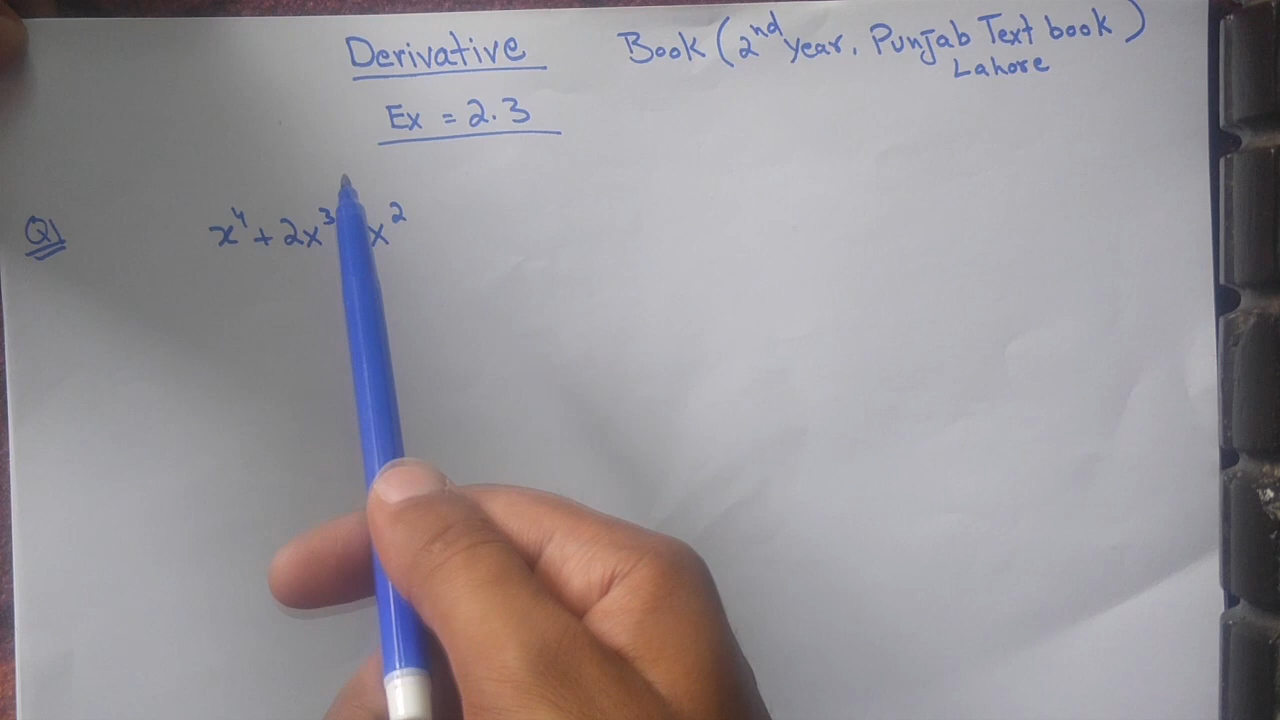 Derivative Book (2nd year, Punjab Text book)
Lahore
Ex = 2.3
Q1 x⁴ + 2x³ x²